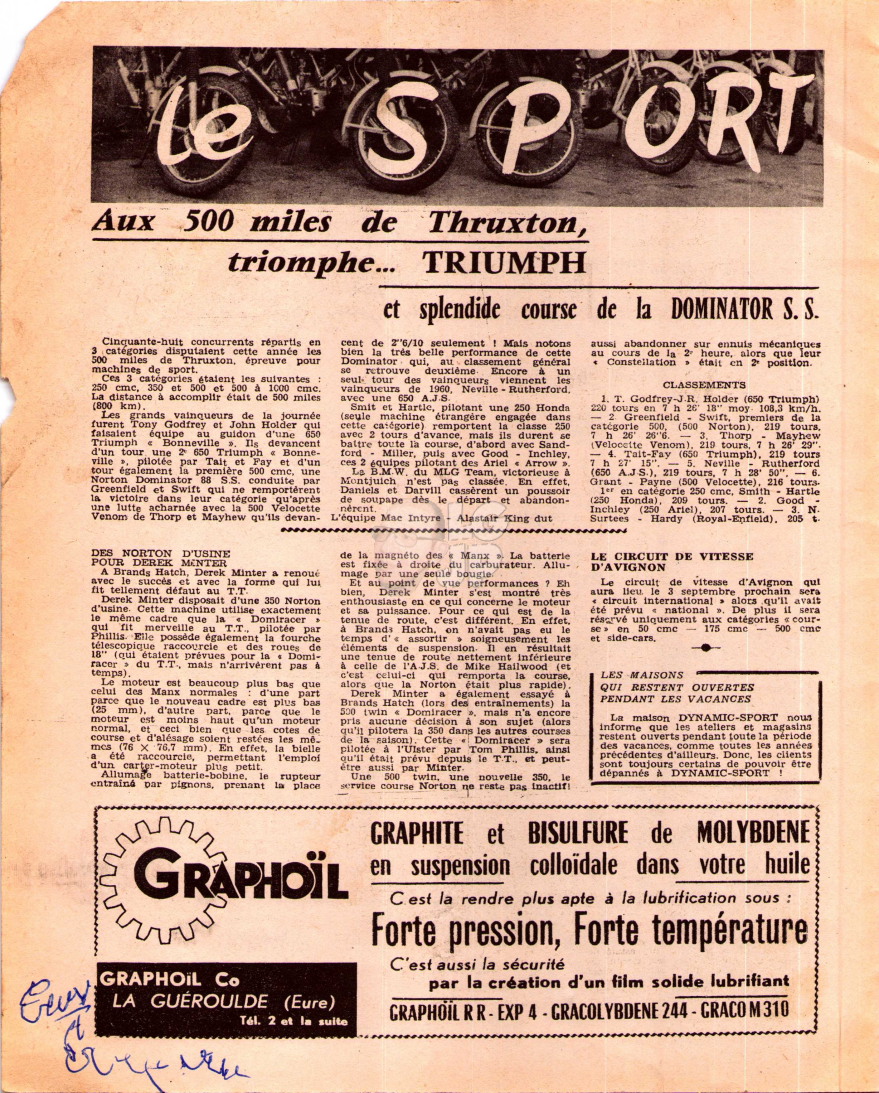 le SPORT
Aux 500 miles de Thruxton,
triomphe... TRIUMPH
et splendide course de la DOMINATOR S. S.
Cinquante-huit concurrents répartis en
3 catégories disputaient cette année les
500 miles de Thruxton, épreuve pour
machines de sport.
Ces 3 catégories étaient les suivantes :
250 cmc, 350 et 500 et 500 à 1000 cmc.
La distance à accomplir était de 500 miles
(800 km).
Les grands vainqueurs de la journée
furent Tony Godfrey et John Holder qui
faisaient équipe au guidon d'une 650
Triumph « Bonneville ». Ils devancent
d'un tour une 2e 650 Triumph « Bonne-
ville », pilotée par Tait et Fay et d'un
tour également la première 500 cmc, une
Norton Dominator 88 S.S. conduite par
Greenfield et Swift qui ne remportèrent
la victoire dans leur catégorie qu'après
une lutte acharnée avec la 500 Velocette
Venom de Thorp et Mayhew qu'ils devan-
cent de 2"6/10 seulement ! Mais notons
bien la très belle performance de cette
Dominator qui, au classement général
se retrouve deuxième. Encore à un
seul tour des vainqueurs viennent les
vainqueurs de 1960, Neville - Rutherford,
avec une 650 A.J.S.
Smit et Hartle, pilotant une 250 Honda
(seule machine étrangère engagée dans
cette catégorie) remportent la classe 250
avec 2 tours d'avance, mais ils durent se
battre toute la course, d'abord avec Sand-
ford - Miller, puis avec Good - Inchley,
ces 2 équipes pilotant des Ariel « Arrow ».
La B.M.W. du MLG Team, victorieuse à
Montjuich n'est pas classée. En effet,
Daniels et Darvill cassèrent un poussoir
de soupape dès le départ et abandon-
nèrent.
L'équipe Mac Intyre - Alastair King dut
aussi abandonner sur ennuis mécaniques
au cours de la 2e heure, alors que leur
« Constellation » était en 2e position.
CLASSEMENTS
1. T. Godfrey-J.R. Holder (650 Triumph)
220 tours en 7 h 26' 18" moy. 108,3 km/h.
— 2 Greenfield - Swift, premiers de la
catégorie 500, (500 Norton), 219 tours,
7 h 26' 26"6. — 3. Thorp - Mayhew
(Velocette Venom), 219 tours, 7 h 26' 29".
— 4. Tait-Fay (650 Triumph), 219 tours
7 h 27' 15". — 5. Neville - Rutherford
(650 A.J.S.), 219 tours, 7 h 28' 50", — 6.
Grant - Payne (500 Velocette), 216 tours.
1er en catégorie 250 cmc, Smith - Hartle
(250 Honda), 209 tours. — 2. Good -
Inchley (250 Ariel), 207 tours. — 3. N.
Surtees - Hardy (Royal-Enfield), 205 t.
DES NORTON D'USINE
POUR DEREK MINTER
A Brands Hatch, Derek Minter a renoué
avec le succès et avec la forme qui lui
fit tellement défaut au T.T.
Derek Minter disposait d'une 350 Norton
d'usine. Cette machine utilise exactement
le même cadre que la « Domiracer »
qui fit merveille au T.T., pilotée par
Phillis. Elle possède également la fourche
télescopique raccourcie et des roues de
18" (qui étaient prévues pour la « Domi-
racer » du T.T., mais n'arrivèrent pas à
temps).
Le moteur est beaucoup plus bas que
celui des Manx normales : d'une part
parce que le nouveau cadre est plus bas
(25 mm), d'autre part, parce que le
moteur est moins haut qu'un moteur
normal, et ceci bien que les cotes de
course et d'alésage soient restées les mê-
mes (76 × 76,7 mm). En effet, la bielle
a été raccourcie, permettant l'emploi
d'un carter-moteur plus petit.
Allumage batterie-bobine, le rupteur
entraîné par pignons, prenant la place
de la magnéto des « Manx ». La batterie
est fixée à droite du carburateur. Allu-
mage par une seule bougie.
Et au point de vue performances ? Eh
bien, Derek Minter s'est montré très
enthousiaste en ce qui concerne le moteur
et sa puissance. Pour ce qui est de la
tenue de route, c'est différent. En effet,
à Brands Hatch, on n'avait pas eu le
temps d' « assortir » soigneusement les
éléments de suspension. Il en résultait
une tenue de route nettement inférieure
à celle de l'A.J.S. de Mike Hailwood (et
c'est celui-ci qui remporta la course,
alors que la Norton était plus rapide).
Derek Minter a également essayé à
Brands Hatch (lors des entraînements) la
500 twin « Domiracer », mais n'a encore
pris aucune décision à son sujet (alors
qu'il pilotera la 350 dans les autres courses
de la saison). Cette « Domiracer » sera
pilotée à l'Ulster par Tom Phillis, ainsi
qu'il était prévu depuis le T.T., et peut-
être aussi par Minter.
Une 500 twin, une nouvelle 350, le
service course Norton ne reste pas inactif!
LE CIRCUIT DE VITESSE
D'AVIGNON
Le circuit de vitesse d'Avignon qui
aura lieu le 3 septembre prochain sera
« circuit international » alors qu'il avait
été prévu « national ». De plus il sera
réservé uniquement aux catégories « cour-
se » en 50 cmc — 175 cmc — 500 cmc
et side-cars.
LES MAISONS
QUI RESTENT OUVERTES
PENDANT LES VACANCES
La maison DYNAMIC-SPORT nous
informe que les ateliers et magasins
restent ouverts pendant toute la période
des vacances, comme toutes les années
précédentes d'ailleurs. Donc, les clients
sont toujours certains de pouvoir être
dépannés à DYNAMIC-SPORT !
GRAPHOÏL
GRAPHITE et BISULFURE de MOLYBDENE
en suspension colloïdale dans votre huile
C'est la rendre plus apte à la lubrification sous :
Forte pression, Forte température
C'est aussi la sécurité
par la création d'un film solide lubrifiant
GRAPHOÏL R R - EXP 4 - GRACOLYBDENE 244 - GRACO M 310
GRAPHOïL Co
LA GUÉROULDE (Eure)
Tél. 2 et la suite